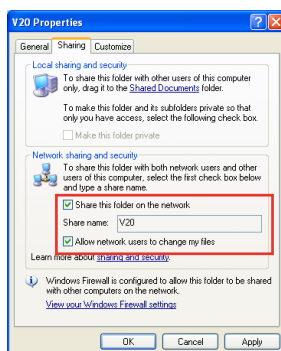 V20 Properties
General Sharing Customize
Local sharing and security
To share this folder with other users of this computer
only, drag it to the Shared Documents folder.
To make this folder and its subfolders private so that
only you have access, select the following check box.
Make this folder private
Network sharing and security
To share this folder with both network users and other
users of this computer, select the first check box below
and type a share name.
Share this folder on the network
Share name: V20
Allow network users to change my files
Learn more about sharing and security.
Windows Firewall is configured to allow this folder to be shared
with other computers on the network.
View your Windows Firewall settings
OK Cancel Apply